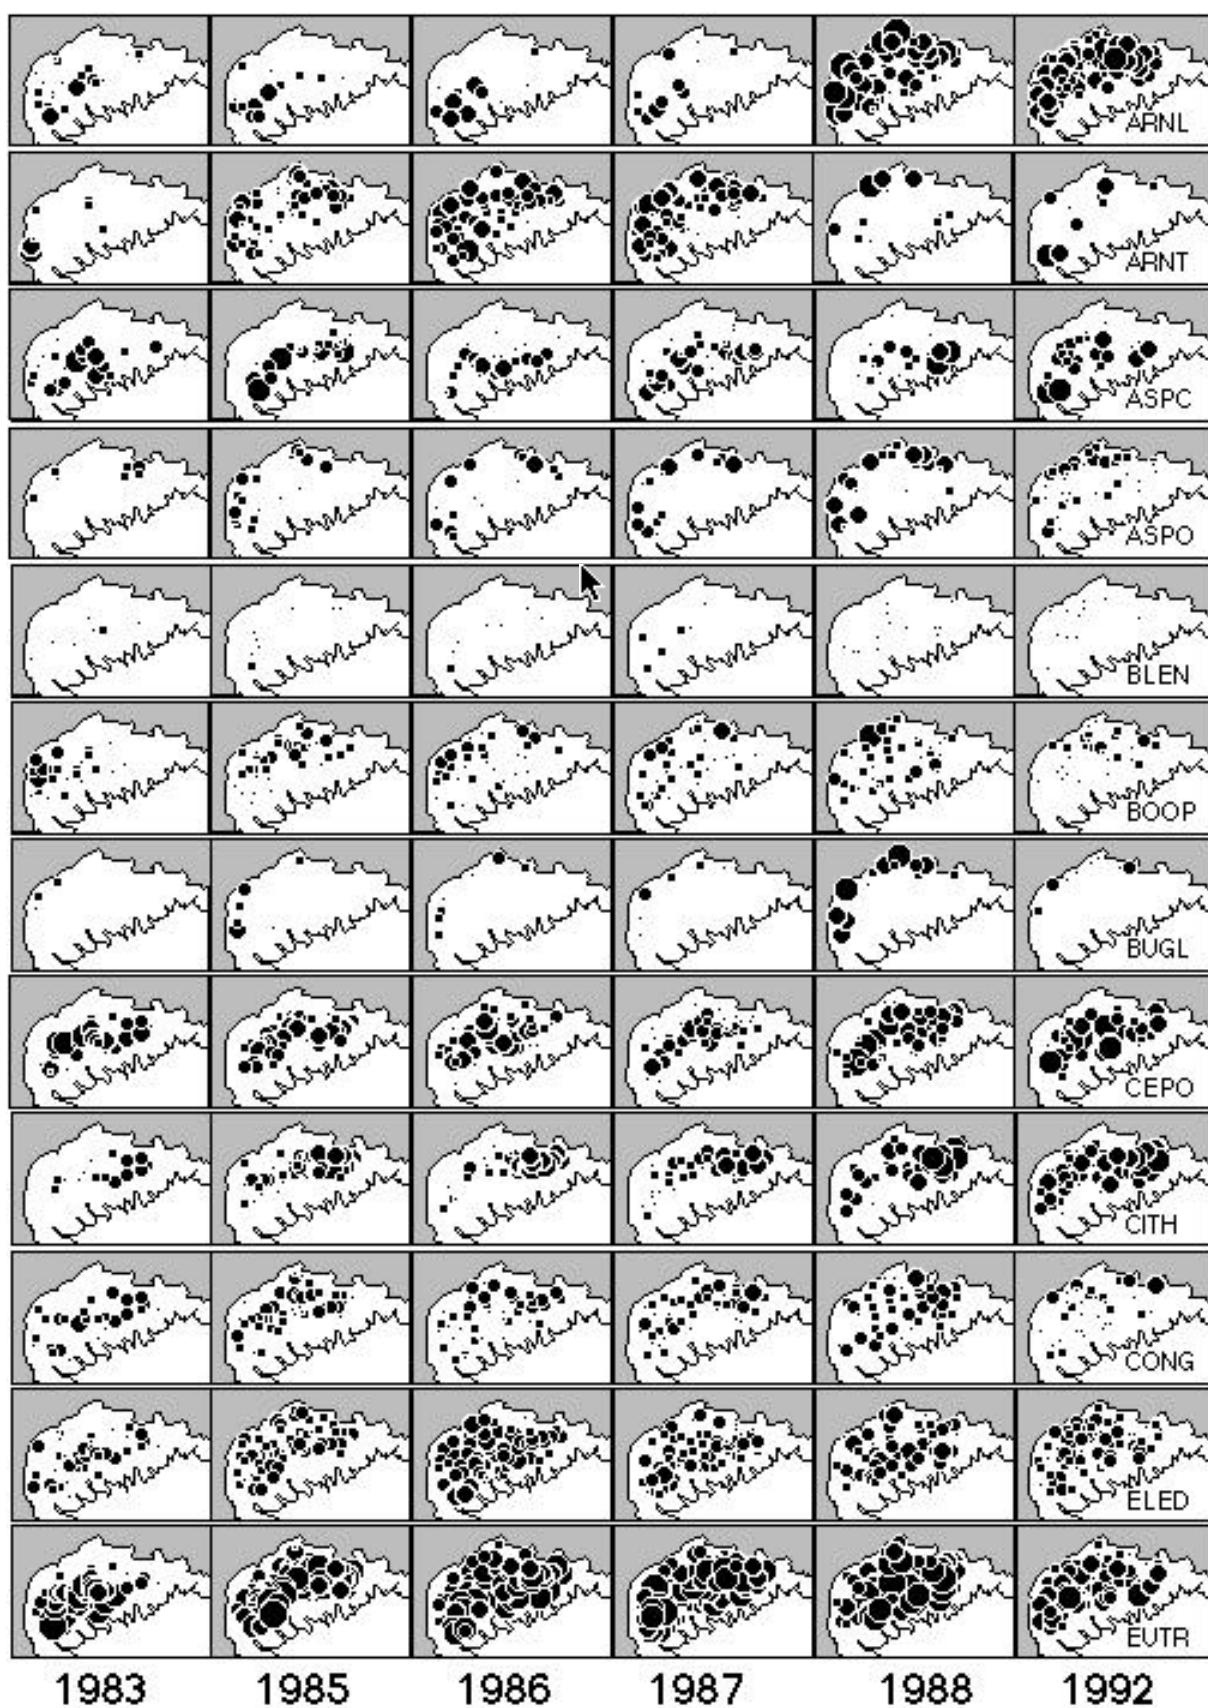 ARNL
ARNT
ASPC
ASPO
BLEN
BOOP
BUGL
CEPO
CITH
CONG
ELED
EUTR
1983 1985 1986 1987 1988 1992